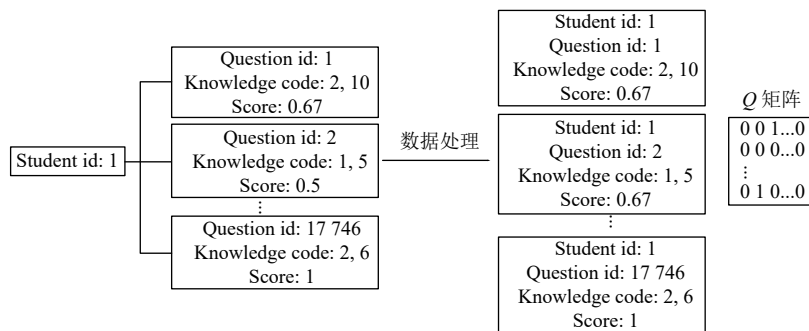 Student id: 1
Question id: 1
Knowledge code: 2, 10
Score: 0.67
Question id: 2
Knowledge code: 1, 5
Score: 0.5
⋮
Question id: 17 746
Knowledge code: 2, 6
Score: 1
数据处理
Student id: 1
Question id: 1
Knowledge code: 2, 10
Score: 0.67
Student id: 1
Question id: 2
Knowledge code: 1, 5
Score: 0.67
⋮
Student id: 1
Question id: 17 746
Knowledge code: 2, 6
Score: 1
Q 矩阵
0 0 1...0
0 0 0...0
⋮
0 1 0...0